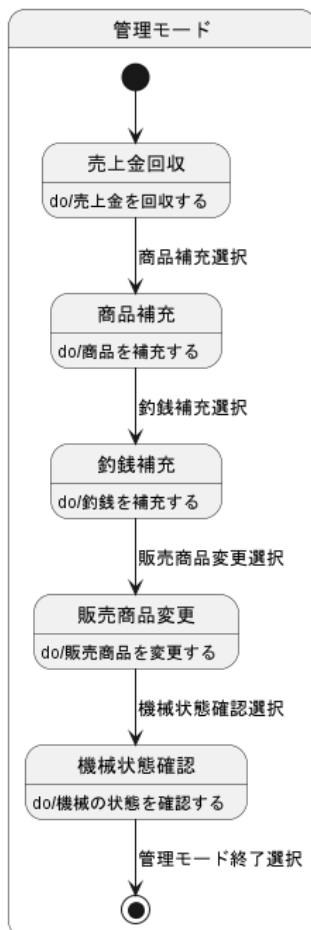 管理モード
売上金回収
do/売上金を回収する
商品補充選択
商品補充
do/商品を補充する
釣銭補充選択
釣銭補充
do/釣銭を補充する
販売商品変更選択
販売商品変更
do/販売商品を変更する
機械状態確認選択
機械状態確認
do/機械の状態を確認する
管理モード終了選択